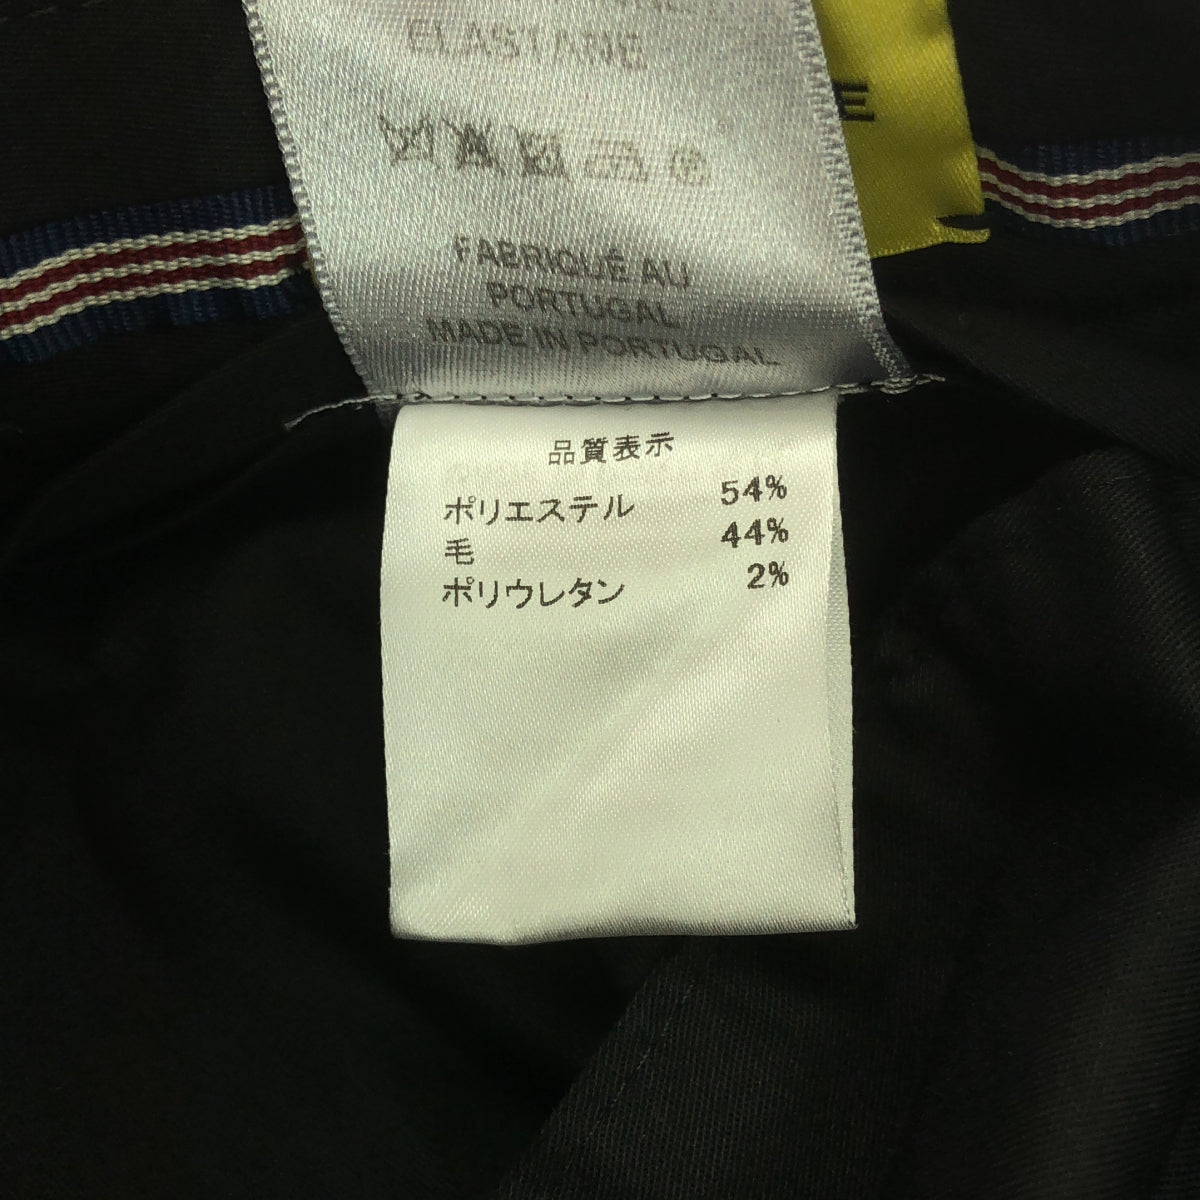 ELASTANE
E
FABRIQUÉ AU
PORTUGAL
MADE IN PORTUGAL
品質表示
ポリエステル 54%
毛 44%
ポリウレタン 2%